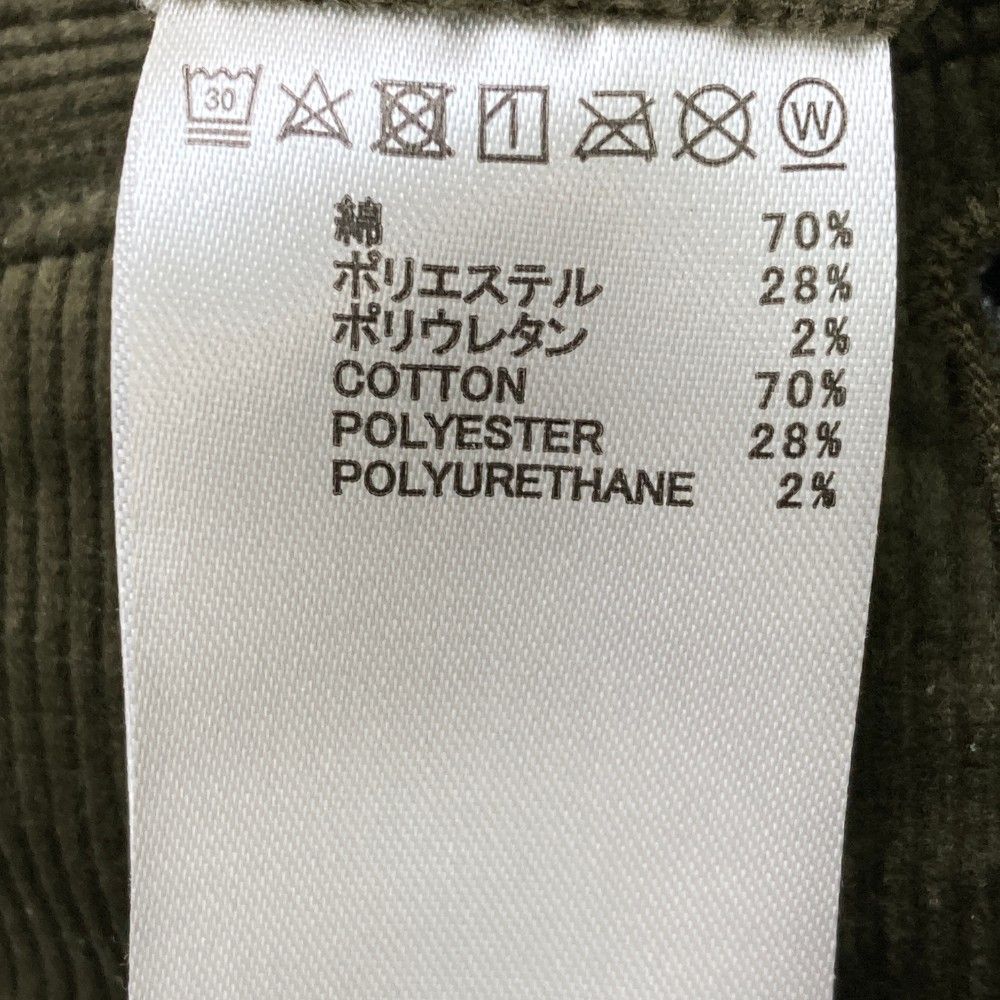 30 W
綿 70%
ポリエステル 28%
ポリウレタン 2%
COTTON 70%
POLYESTER 28%
POLYURETHANE 2%